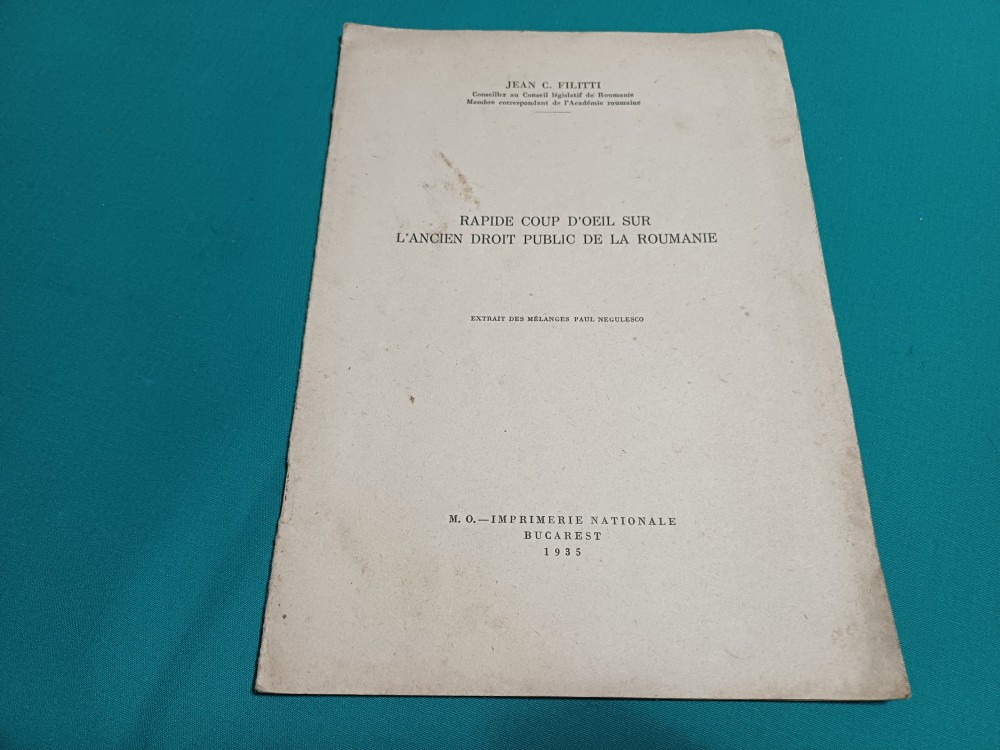 JEAN C. FILITTI
Conseiller au Conseil législatif de Roumanie
Membre correspondant de l'Académie roumaine
RAPIDE COUP D'OEIL SUR
L'ANCIEN DROIT PUBLIC DE LA ROUMANIE
EXTRAIT DES MÉLANGES PAUL NEGULESCO
M. O.—IMPRIMERIE NATIONALE
BUCAREST
1935